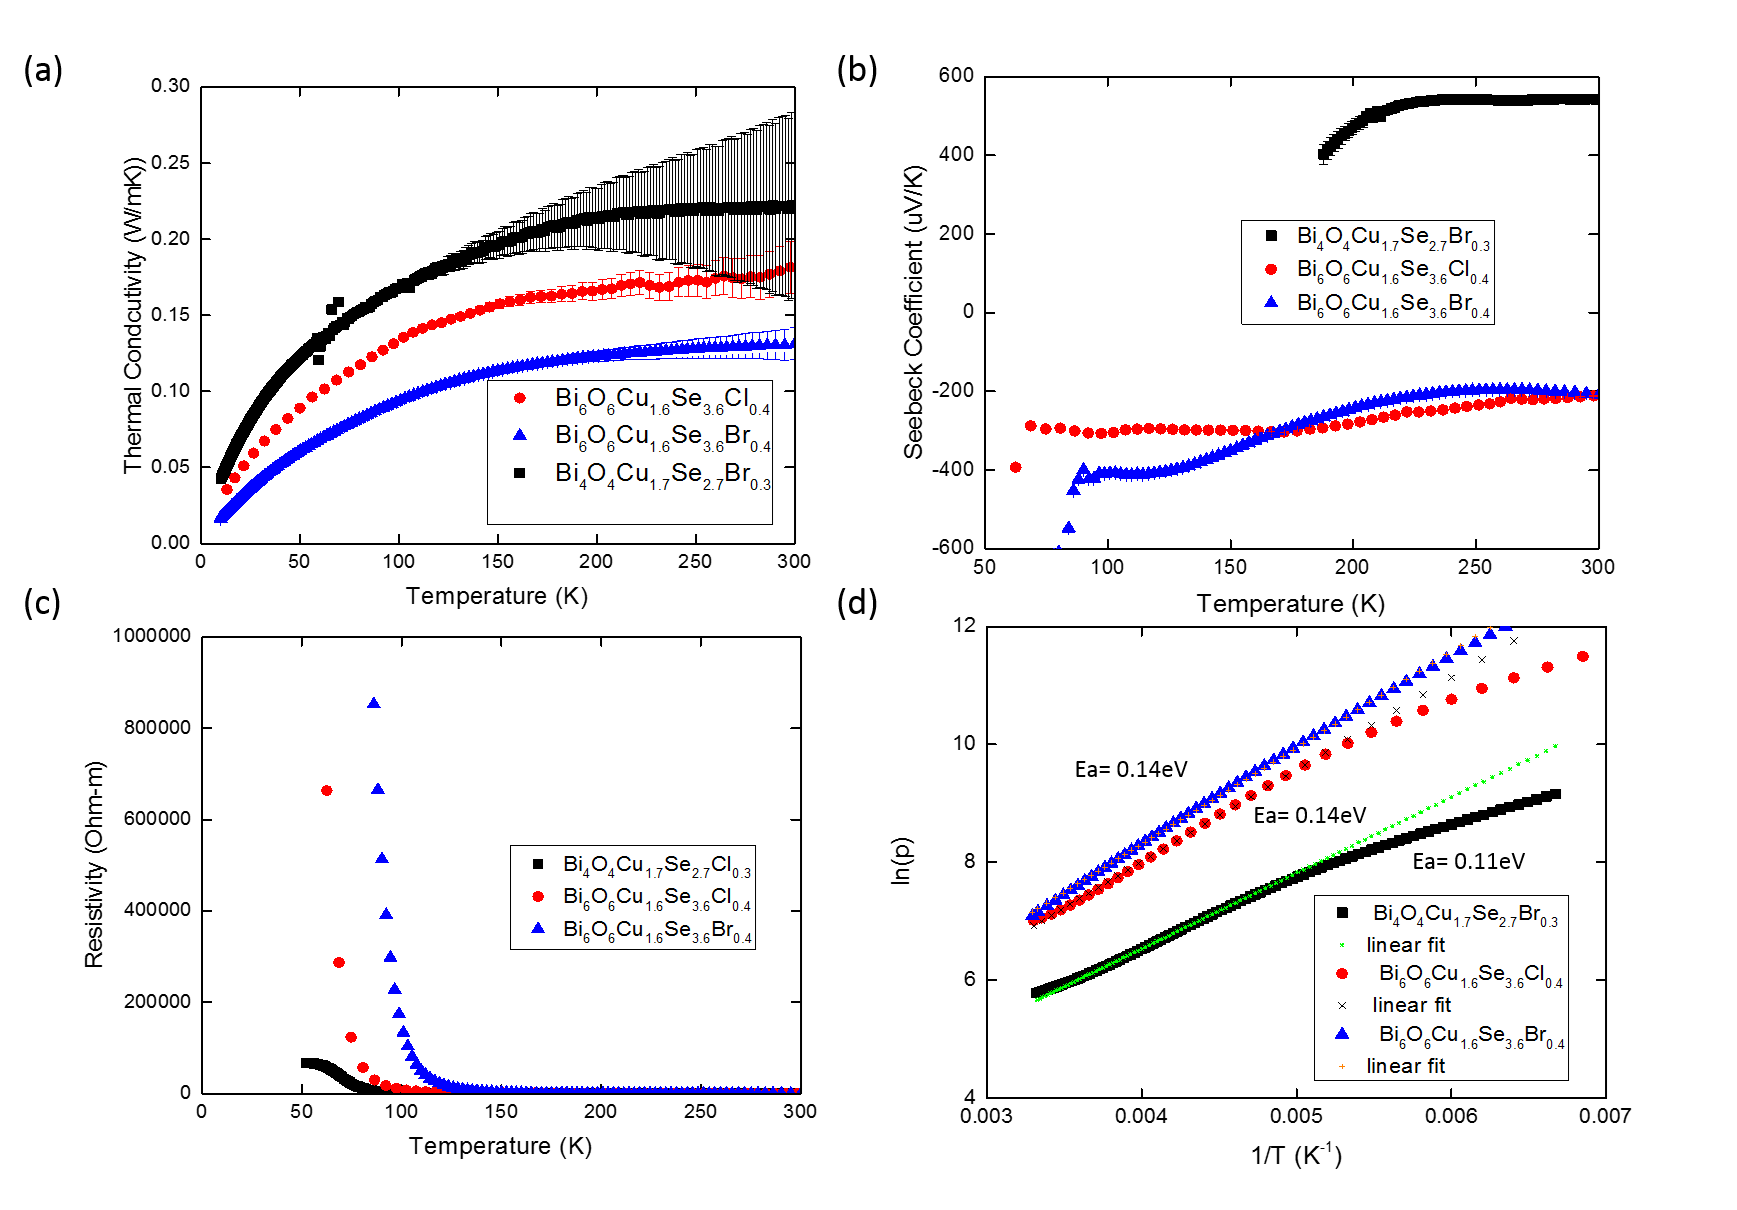 (a)
0.30
0.25
0.20
0.15
0.10
0.05
0.00
Thermal Condcutivity (W/mK))
Bi6O6Cu1.6Se3.6Cl0.4
Bi6O6Cu1.6Se3.6Br0.4
Bi4O4Cu1.7Se2.7Br0.3
0 50 100 150 200 250 300
Temperature (K)
(b)
600
400
200
0
-200
-400
-600
Seebeck Coefficient (uV/K)
Bi4O4Cu1.7Se2.7Br0.3
Bi6O6Cu1.6Se3.6Cl0.4
Bi6O6Cu1.6Se3.6Br0.4
50 100 150 200 250 300
Temperature (K)
(c)
1000000
800000
600000
400000
200000
0
Resistivity (Ohm-m)
Bi4O4Cu1.7Se2.7Cl0.3
Bi6O6Cu1.6Se3.6Cl0.4
Bi6O6Cu1.6Se3.6Br0.4
0 50 100 150 200 250 300
Temperature (K)
(d)
12
10
8
6
4
ln(p)
Ea= 0.14eV
Ea= 0.14eV
Ea= 0.11eV
Bi4O4Cu1.7Se2.7Br0.3
linear fit
Bi6O6Cu1.6Se3.6Cl0.4
linear fit
Bi6O6Cu1.6Se3.6Br0.4
linear fit
0.003 0.004 0.005 0.006 0.007
1/T (K-1)